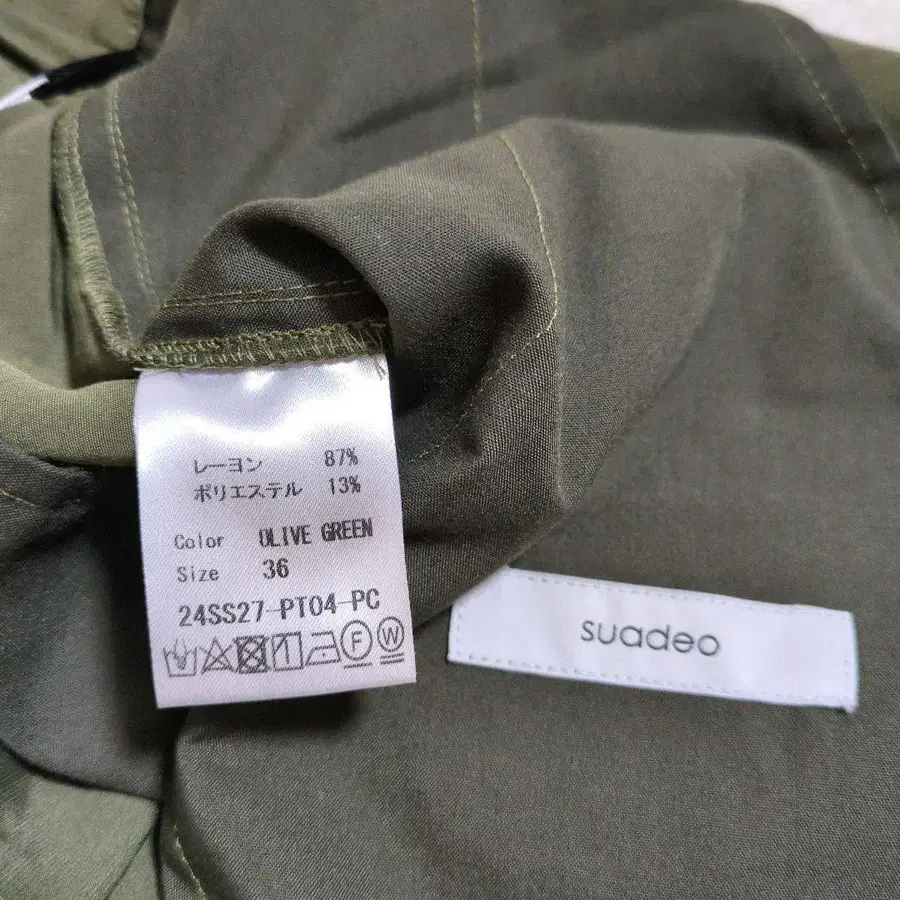 レーヨン 87%
ポリエステル 13%
Color OLIVE GREEN
Size 36
24SS27-PT04-PC
F W
suadeo